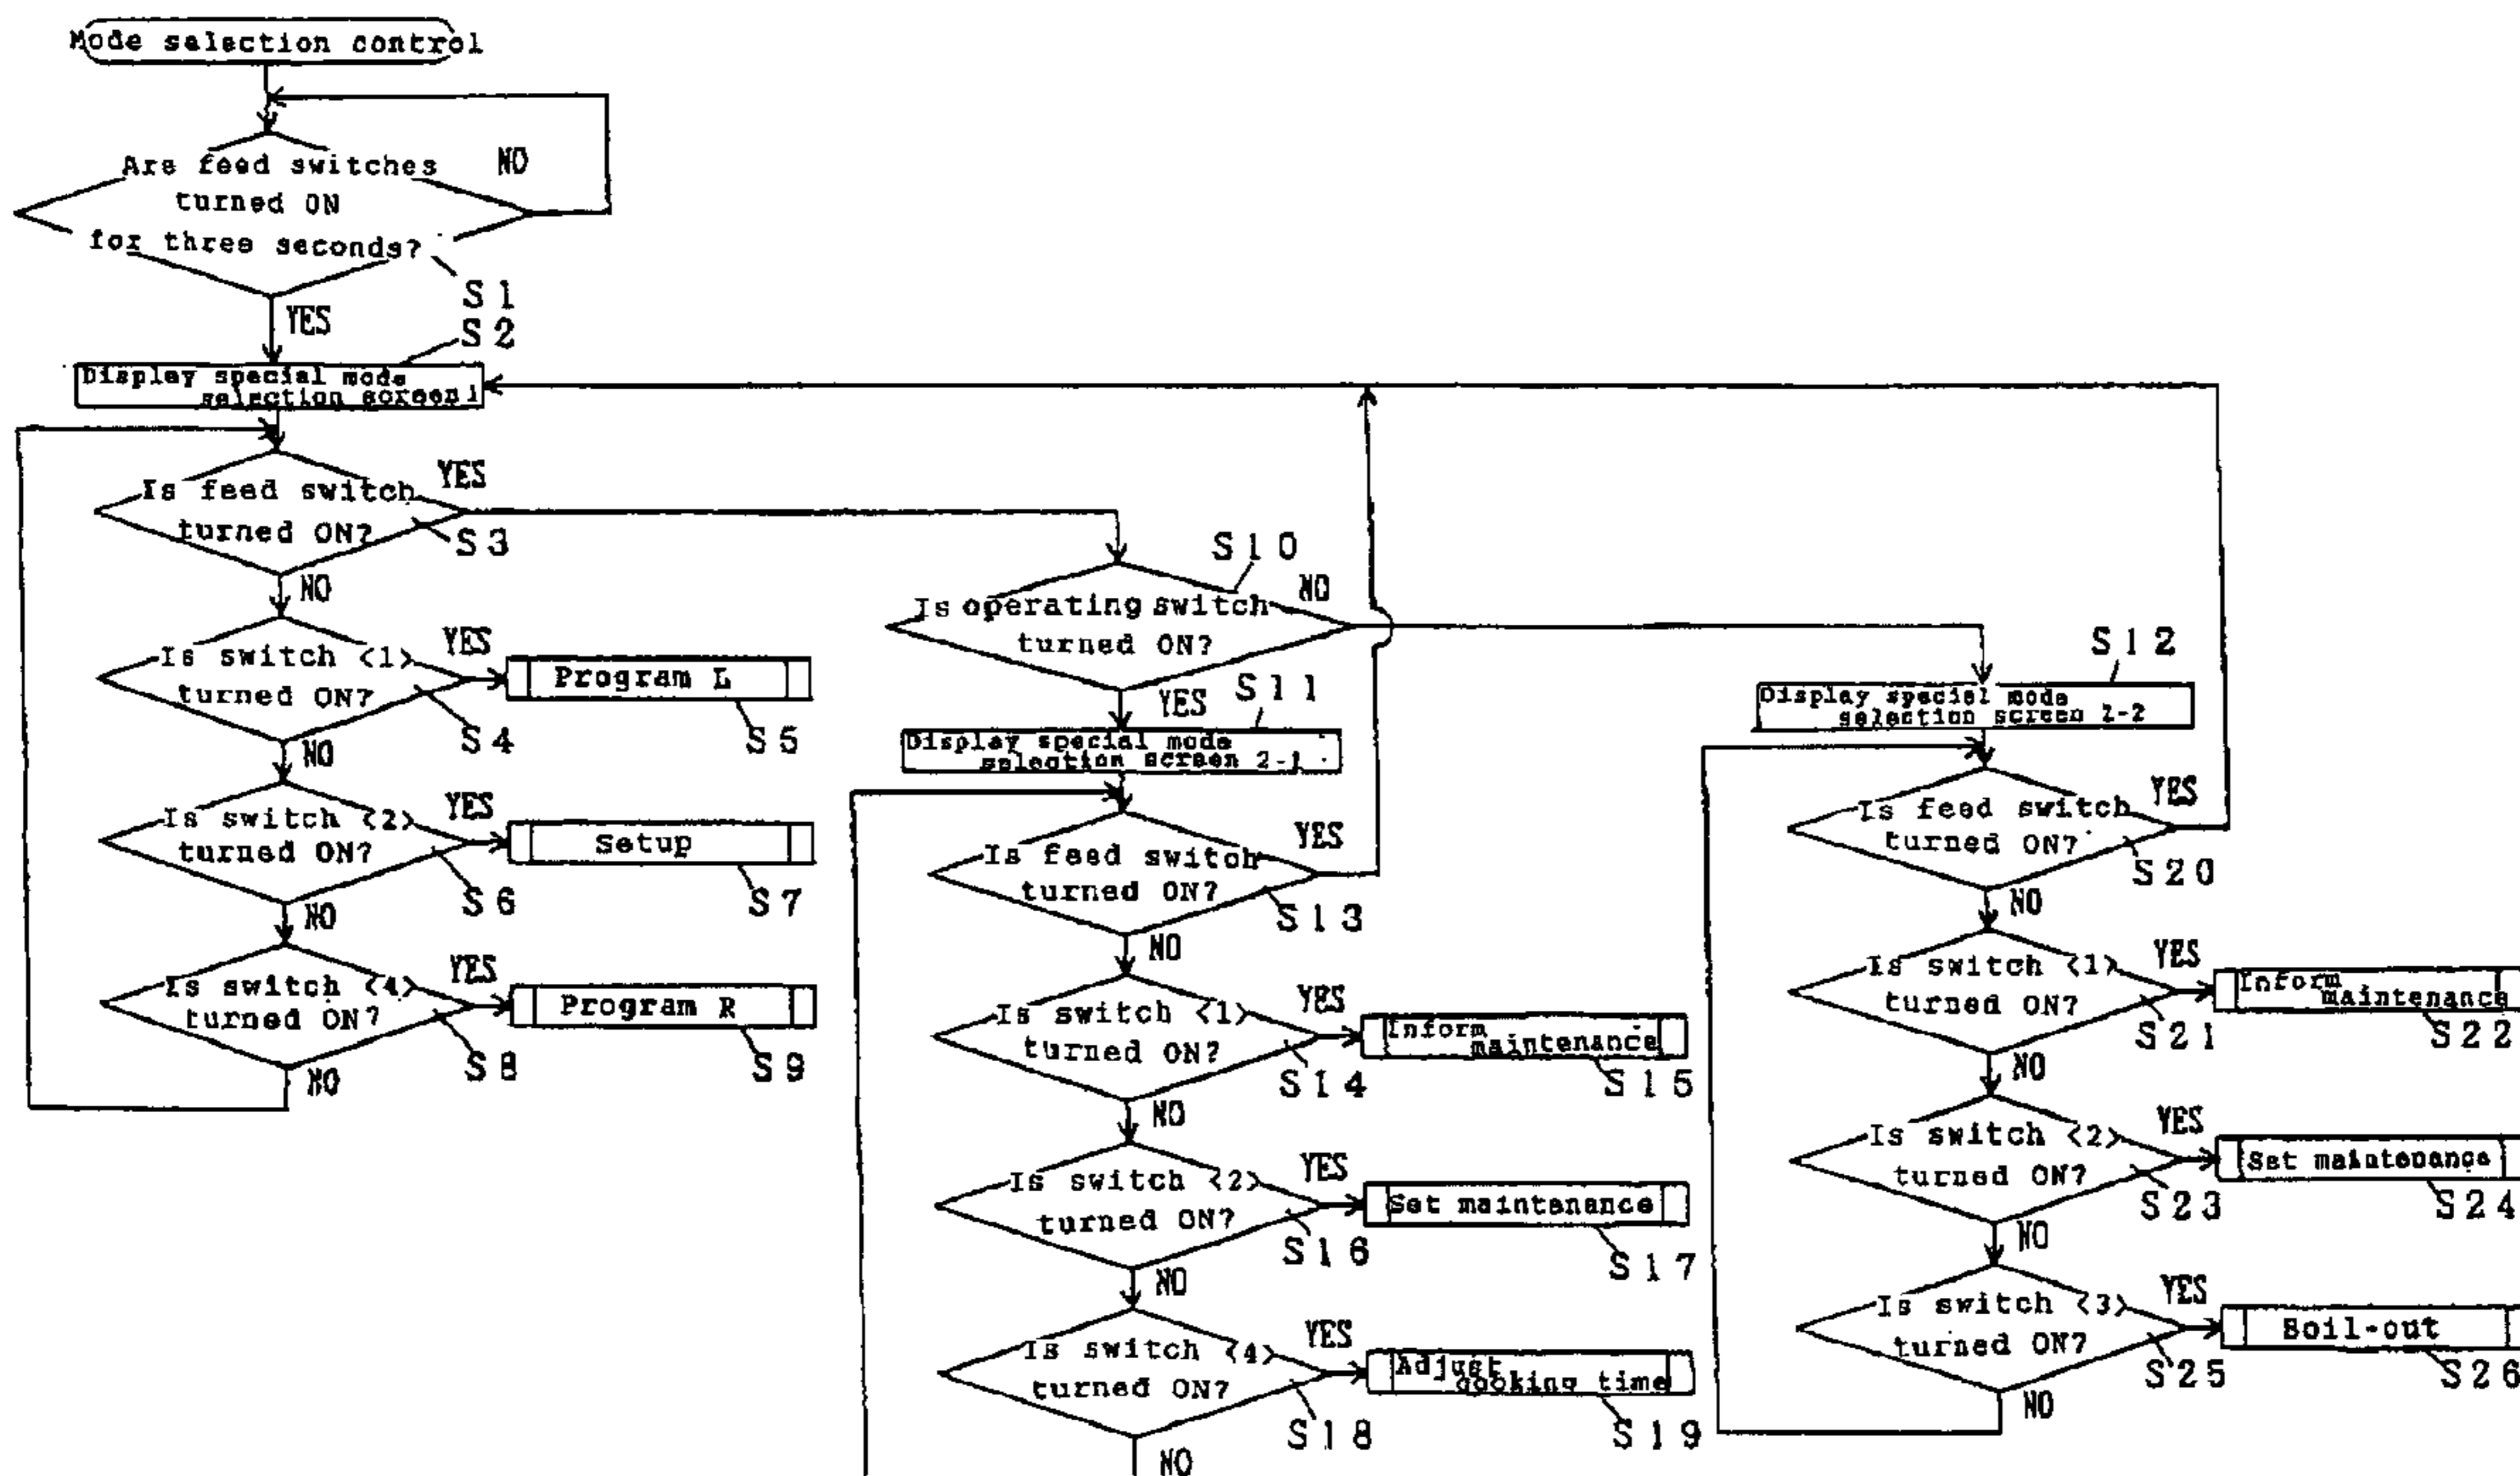 Mode selection control
Are feed switches
turned ON
for three seconds?
NO
S1
YES
S2
Display special mode
selection screen 1
Is feed switch
turned ON?
YES
S3
NO
Is switch <1>
turned ON?
YES
S4
Program L
S5
NO
Is switch <2>
turned ON?
YES
S6
Setup
S7
NO
Is switch <4>
turned ON?
YES
S8
Program R
S9
NO
S10
Is operating switch
turned ON?
NO
YES
S11
Display special mode
selection screen 2-1
Is feed switch
turned ON?
YES
S13
NO
Is switch <1>
turned ON?
YES
S14
Inform
maintenance
S15
NO
Is switch <2>
turned ON?
YES
S16
Set maintenance
S17
NO
Is switch <4>
turned ON?
YES
S18
Adjust
cooking time
S19
NO
S12
Display special mode
selection screen 2-2
Is feed switch
turned ON?
YES
S20
NO
Is switch <1>
turned ON?
YES
S21
Inform
maintenance
S22
NO
Is switch <2>
turned ON?
YES
S23
Set maintenance
S24
NO
Is switch <3>
turned ON?
YES
S25
Boil-out
S26
NO